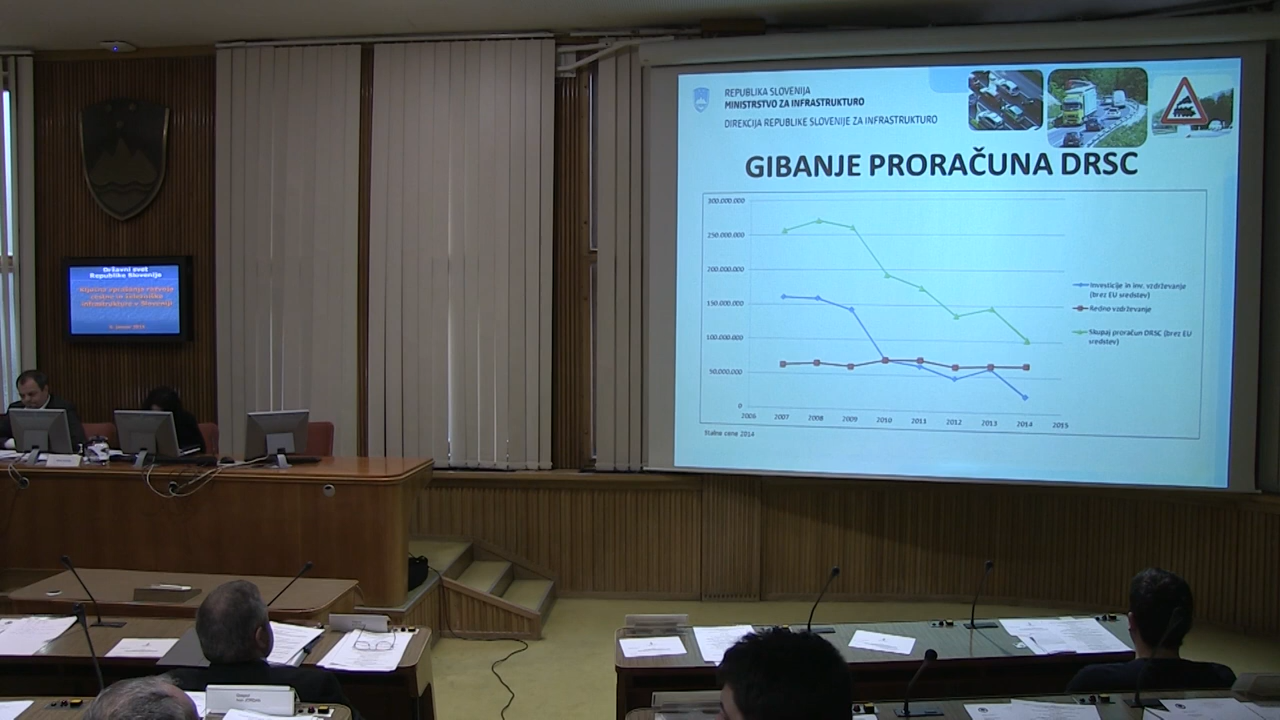 REPUBLIKA SLOVENIJA
MINISTRSTVO ZA INFRASTRUKTURO
DIREKCIJA REPUBLIKE SLOVENIJE ZA INFRASTRUKTURO
GIBANJE PRORAČUNA DRSC
300.000.000
250.000.000
200.000.000
150.000.000
100.000.000
50.000.000
0
2006 2007 2008 2009 2010 2011 2012 2013 2014 2015
Investicije in inv. vzdrževanje
(brez EU sredstev)
Redno vzdrževanje
Skupaj proračun DRSC (brez EU
sredstev)
Stalne cene 2014
Državni svet
Republike Slovenije